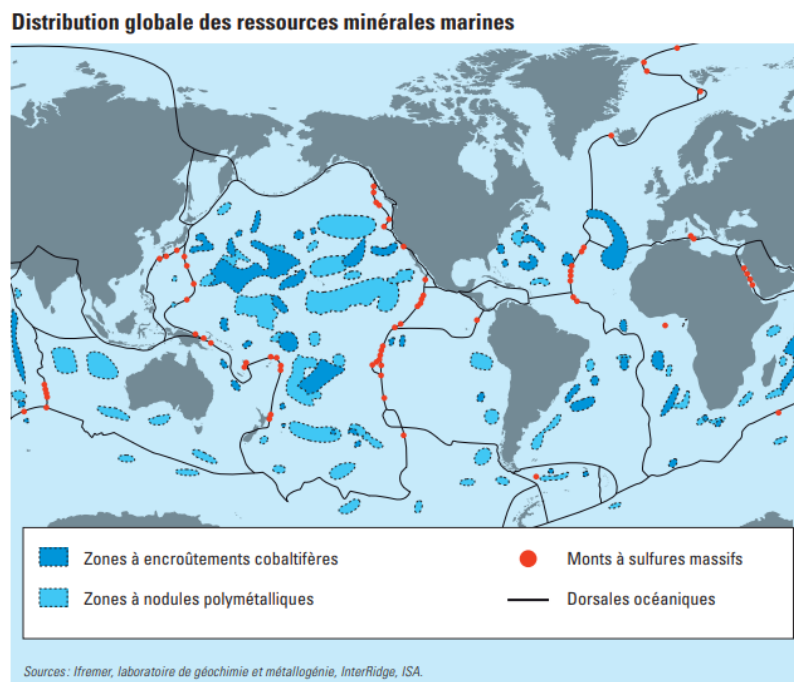 Distribution globale des ressources minérales marines
Zones à encroûtements cobaltifères
Monts à sulfures massifs
Zones à nodules polymétalliques
Dorsales océaniques
Sources : Ifremer, laboratoire de géochimie et métallogénie, InterRidge, ISA.